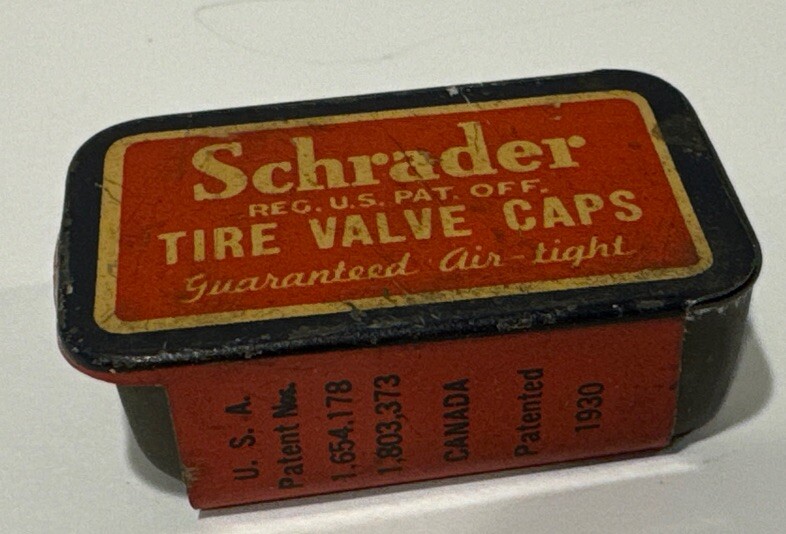 Schrader
REG. U.S. PAT. OFF.
TIRE VALVE CAPS
Guaranteed Air-tight
U. S. A.
Patent Nos.
1,654,178
1,803,373
CANADA
Patented
1930